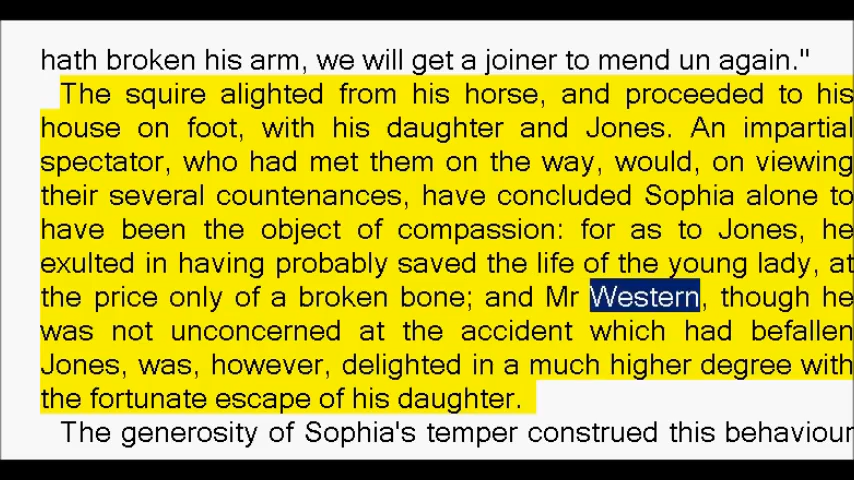 hath broken his arm, we will get a joiner to mend un again."
The squire alighted from his horse, and proceeded to his
house on foot, with his daughter and Jones. An impartial
spectator, who had met them on the way, would, on viewing
their several countenances, have concluded Sophia alone to
have been the object of compassion: for as to Jones, he
exulted in having probably saved the life of the young lady, at
the price only of a broken bone; and Mr Western, though he
was not unconcerned at the accident which had befallen
Jones, was, however, delighted in a much higher degree with
the fortunate escape of his daughter.
The generosity of Sophia's temper construed this behaviour